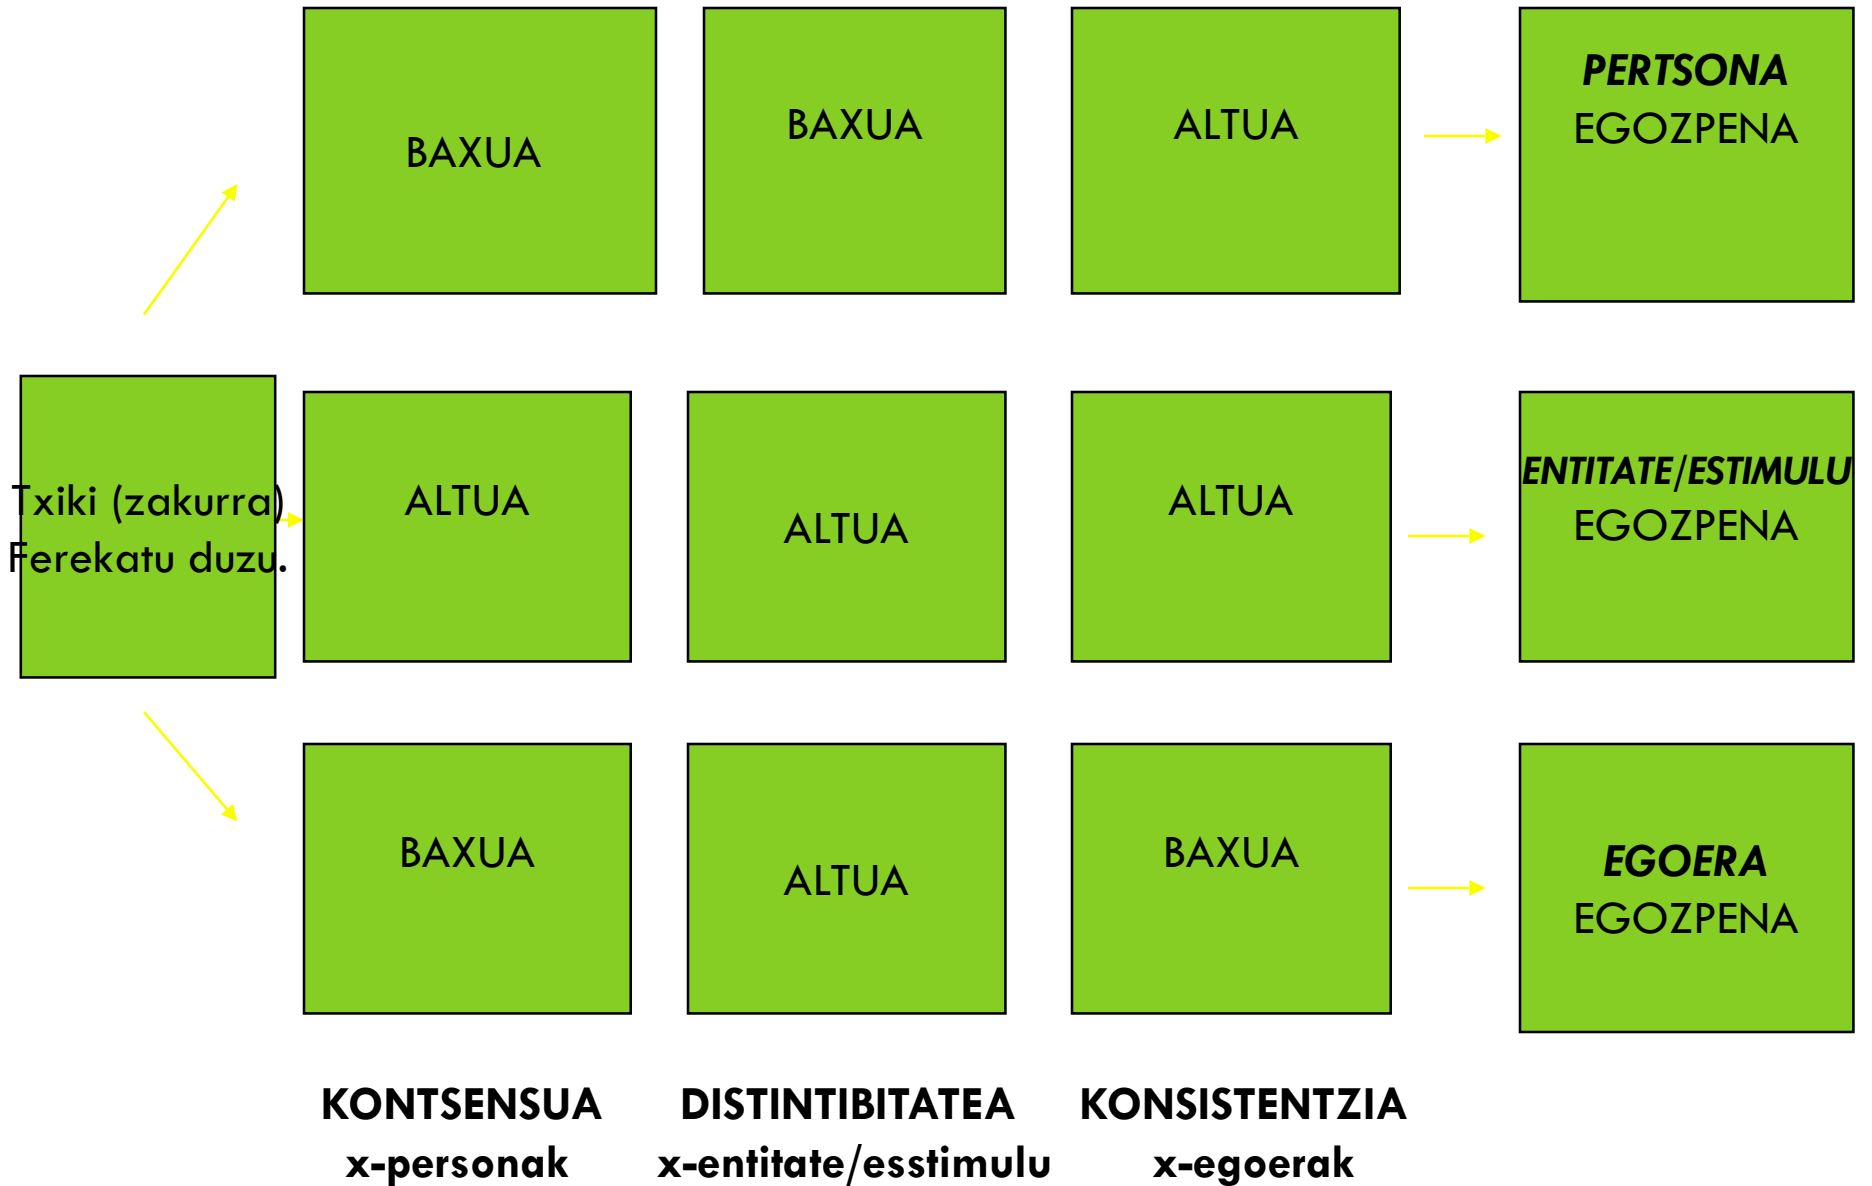 BAXUA
BAXUA
ALTUA
PERTSONA
EGOZPENA
Txiki (zakurra)
Ferekatu duzu.
ALTUA
ALTUA
ALTUA
ENTITATE/ESTIMULU
EGOZPENA
BAXUA
ALTUA
BAXUA
EGOERA
EGOZPENA
KONTSENSUA
x-personak
DISTINTIBITATEA
x-entitate/esstimulu
KONSISTENTZIA
x-egoerak